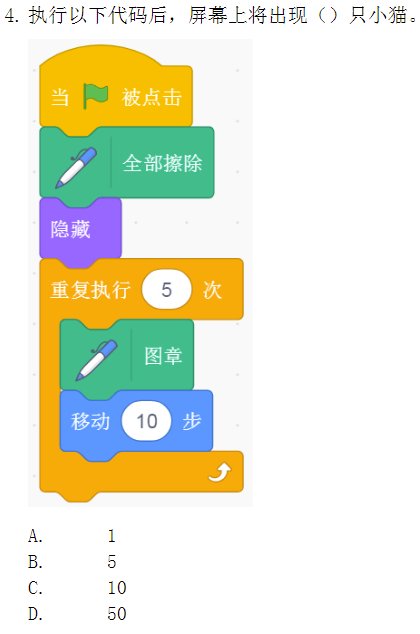 4. 执行以下代码后，屏幕上将出现（）只小猫。
当 被点击
全部擦除
隐藏
重复执行 5 次
图章
移动 10 步
A. 1
B. 5
C. 10
D. 50